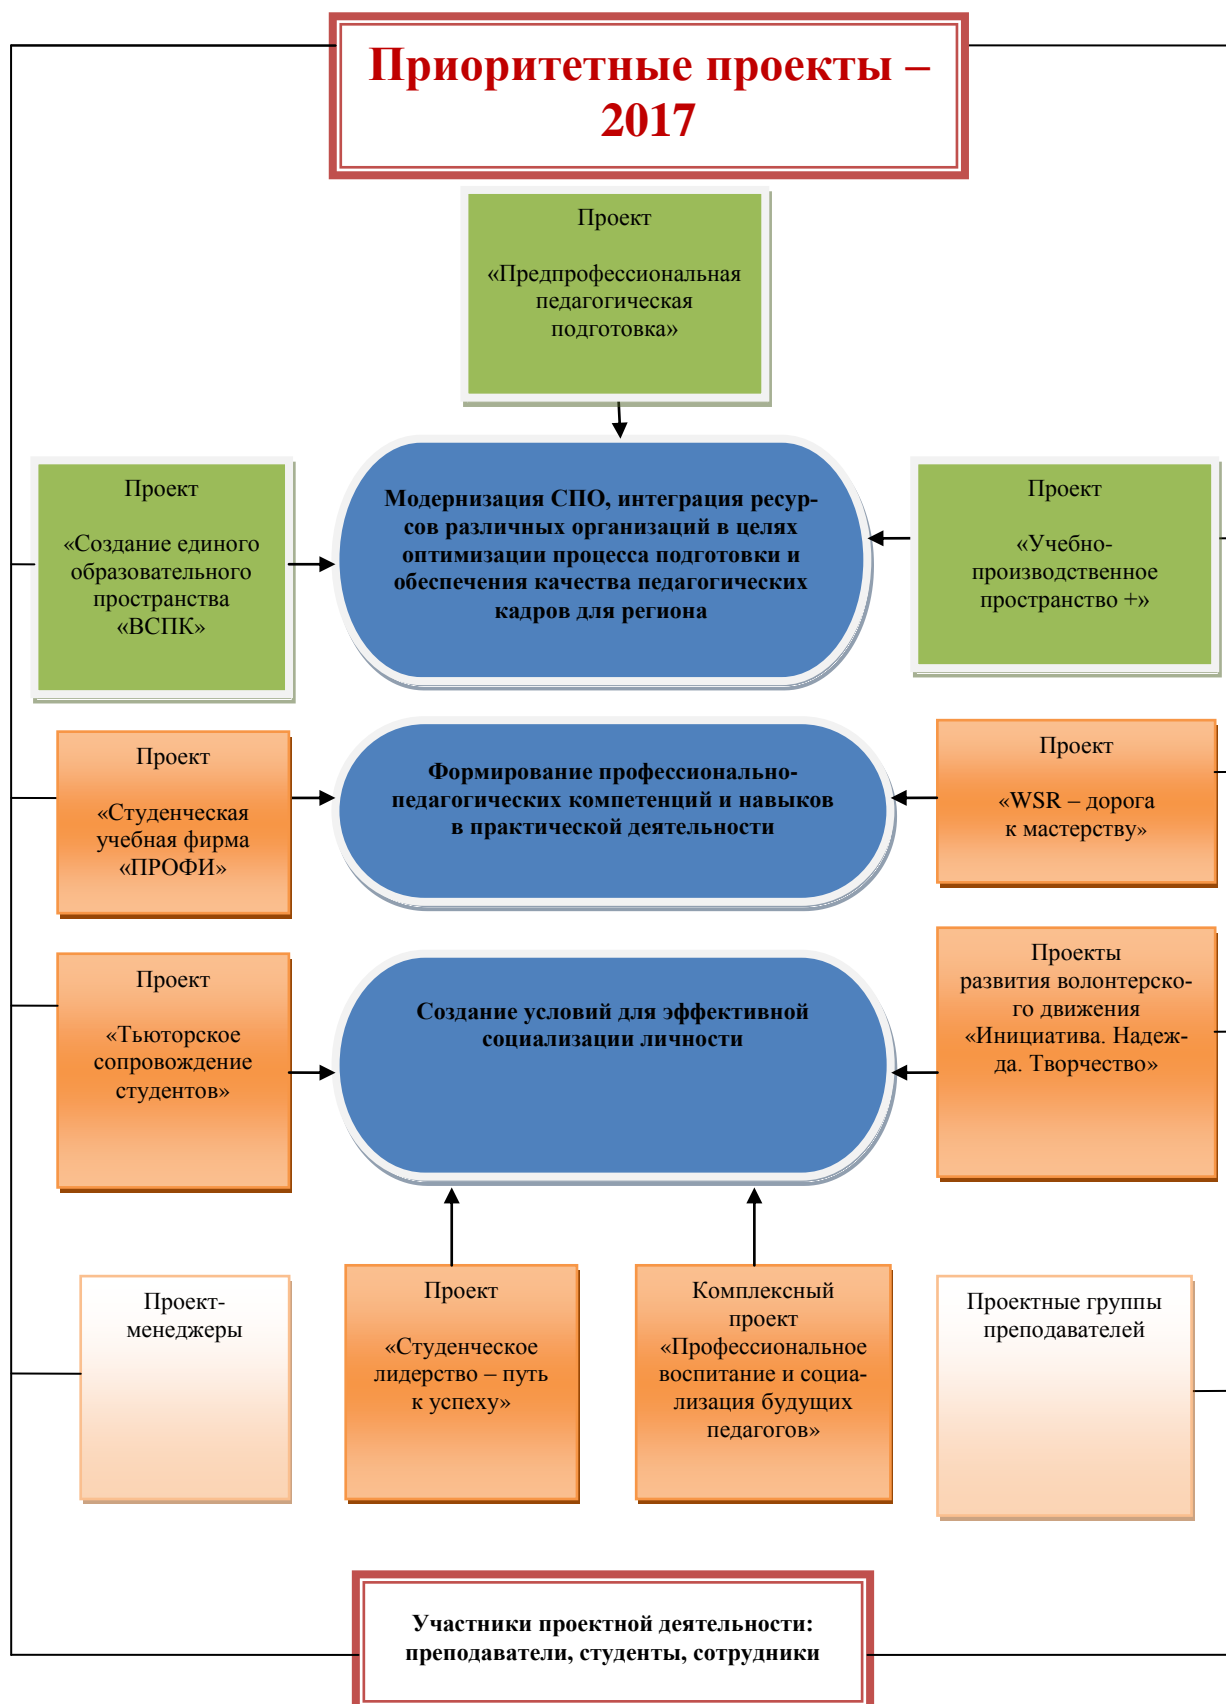 Приоритетные проекты –
2017
Проект
«Предпрофессиональная
педагогическая
подготовка»
Проект
«Создание единого
образовательного
пространства
«ВСПК»
Модернизация СПО, интеграция ресур-
сов различных организаций в целях
оптимизации процесса подготовки и
обеспечения качества педагогических
кадров для региона
Проект
«Учебно-
производственное
пространство +»
Проект
«Студенческая
учебная фирма
«ПРОФИ»
Формирование профессионально-
педагогических компетенций и навыков
в практической деятельности
Проект
«WSR – дорога
к мастерству»
Проект
«Тьюторское
сопровождение
студентов»
Создание условий для эффективной
социализации личности
Проекты
развития волонтерско-
го движения
«Инициатива. Надеж-
да. Творчество»
Проект-
менеджеры
Проект
«Студенческое
лидерство – путь
к успеху»
Комплексный
проект
«Профессиональное
воспитание и социа-
лизация будущих
педагогов»
Проектные группы
преподавателей
Участники проектной деятельности:
преподаватели, студенты, сотрудники